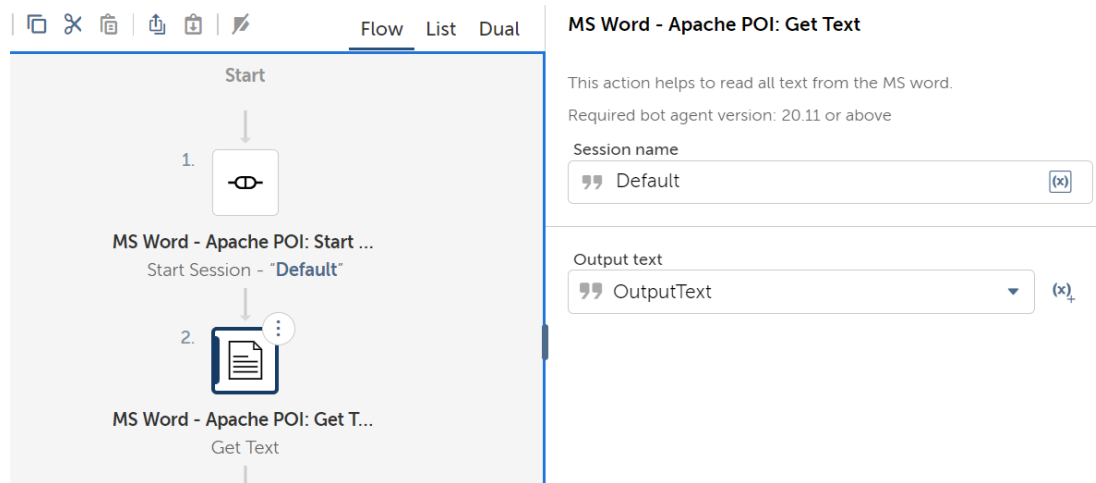 Flow List Dual
Start
1.
MS Word - Apache POI: Start ...
Start Session - “Default”
2.
MS Word - Apache POI: Get T...
Get Text
MS Word - Apache POI: Get Text
This action helps to read all text from the MS word.
Required bot agent version: 20.11 or above
Session name
Default
(x)
Output text
OutputText
(x)+